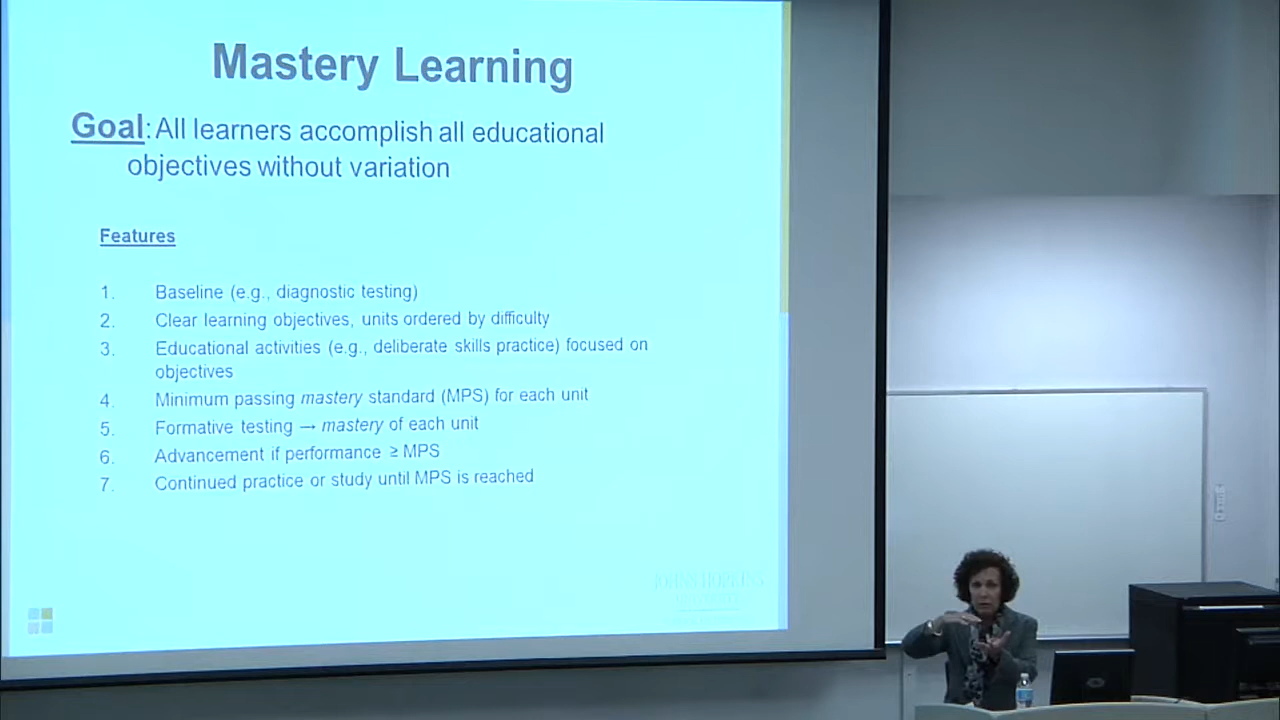 Mastery Learning
Goal: All learners accomplish all educational
objectives without variation
Features
1. Baseline (e.g., diagnostic testing)
2. Clear learning objectives, units ordered by difficulty
3. Educational activities (e.g., deliberate skills practice) focused on
objectives
4. Minimum passing mastery standard (MPS) for each unit
5. Formative testing → mastery of each unit
6. Advancement if performance ≥ MPS
7. Continued practice or study until MPS is reached
JOHNS HOPKINS
UNIVERSITY